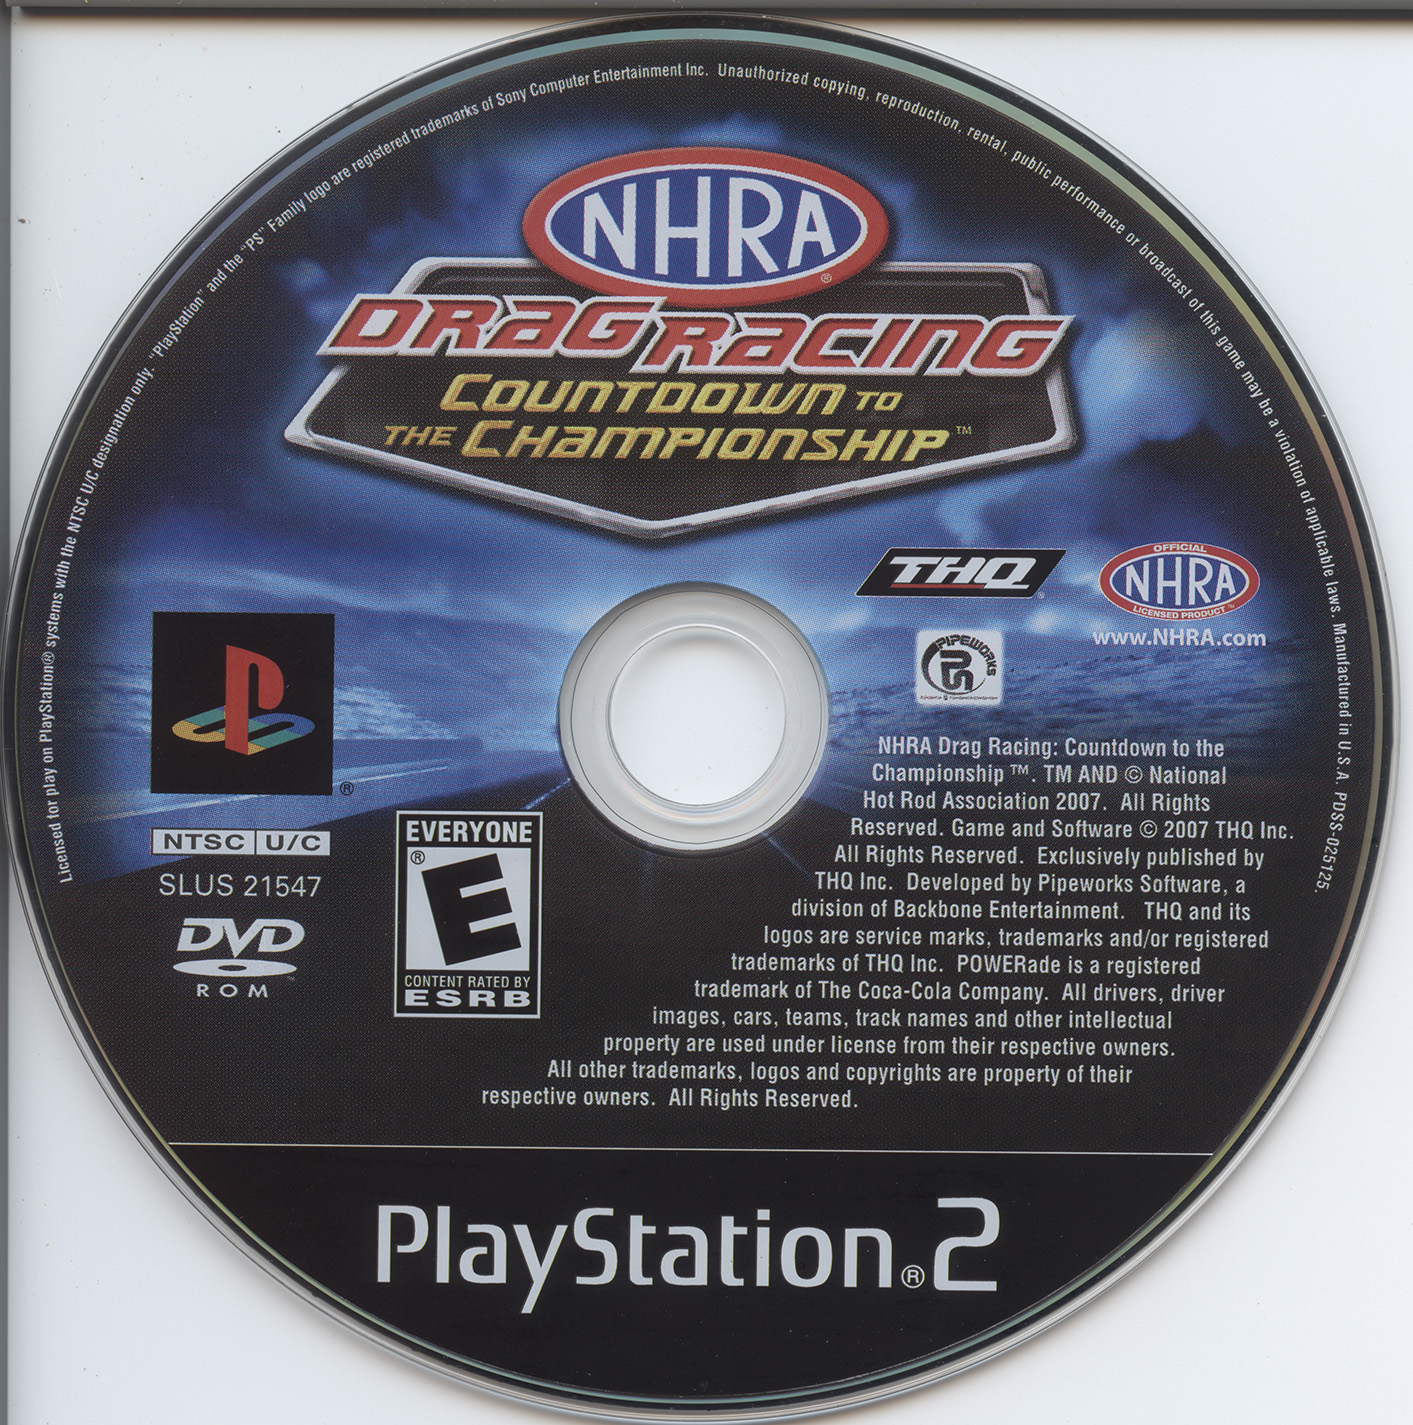 Licensed for play on PlayStation® systems with the NTSC U/C designation only. "PlayStation" and the "PS" Family logo are registered trademarks of Sony Computer Entertainment Inc. Unauthorized copying, reproduction, rental, public performance or broadcast of this game may be a violation of applicable laws. Manufactured in U.S.A. PDSS-025125.
NHRA®
DRAG RACING
COUNTDOWN TO
THE CHAMPIONSHIP™
THQ®
OFFICIAL
NHRA
LICENSED PRODUCT™
www.NHRA.com
PIPEWORKS
®
NTSC U/C
SLUS 21547
DVD
ROM™
EVERYONE
®
E
CONTENT RATED BY
ESRB
NHRA Drag Racing: Countdown to the
Championship ™. TM AND © National
Hot Rod Association 2007. All Rights
Reserved. Game and Software © 2007 THQ Inc.
All Rights Reserved. Exclusively published by
THQ Inc. Developed by Pipeworks Software, a
division of Backbone Entertainment. THQ and its
logos are service marks, trademarks and/or registered
trademarks of THQ Inc. POWERade is a registered
trademark of The Coca-Cola Company. All drivers, driver
images, cars, teams, track names and other intellectual
property are used under license from their respective owners.
All other trademarks, logos and copyrights are property of their
respective owners. All Rights Reserved.
PlayStation®2